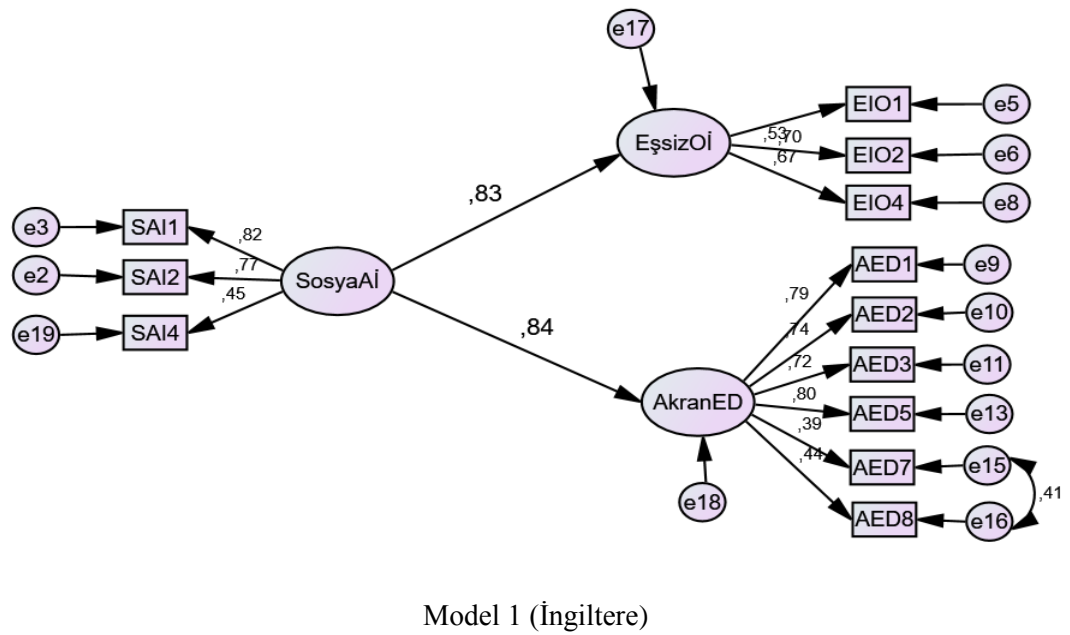 e17
EşsizOİ
EIO1
e5
,53
,70
EIO2
e6
,67
EIO4
e8
,83
e3
SAI1
,82
e2
SAI2
,77
SosyaAİ
e19
SAI4
,45
,84
AkranED
e18
AED1
e9
,79
AED2
e10
,74
AED3
e11
,72
AED5
e13
,80
AED7
e15
,39
AED8
e16
,44
,41
Model 1 (İngiltere)